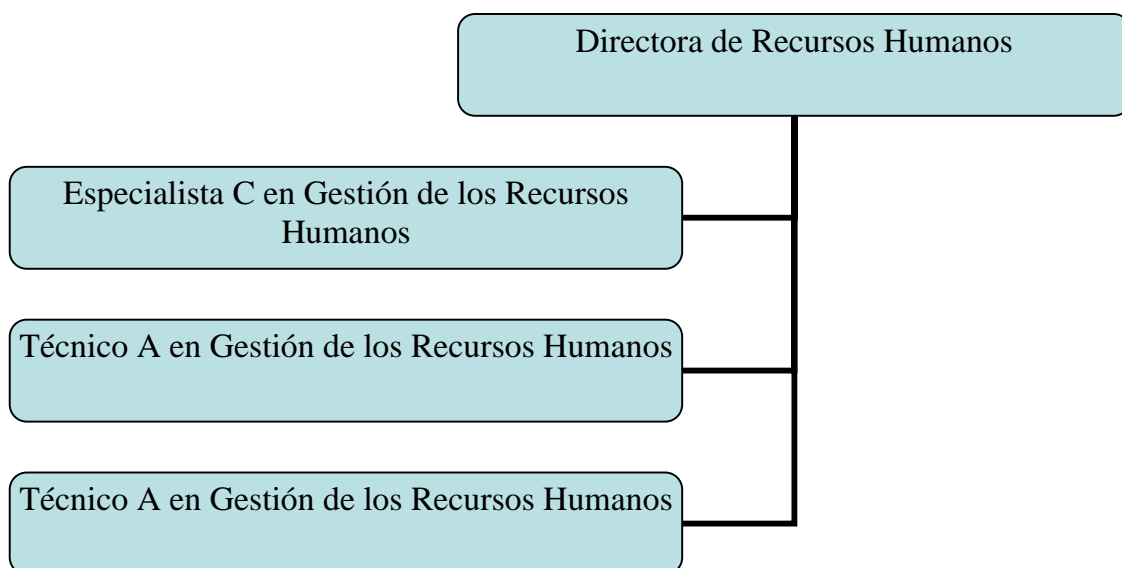 Directora de Recursos Humanos
Especialista C en Gestión de los Recursos
Humanos
Técnico A en Gestión de los Recursos Humanos
Técnico A en Gestión de los Recursos Humanos